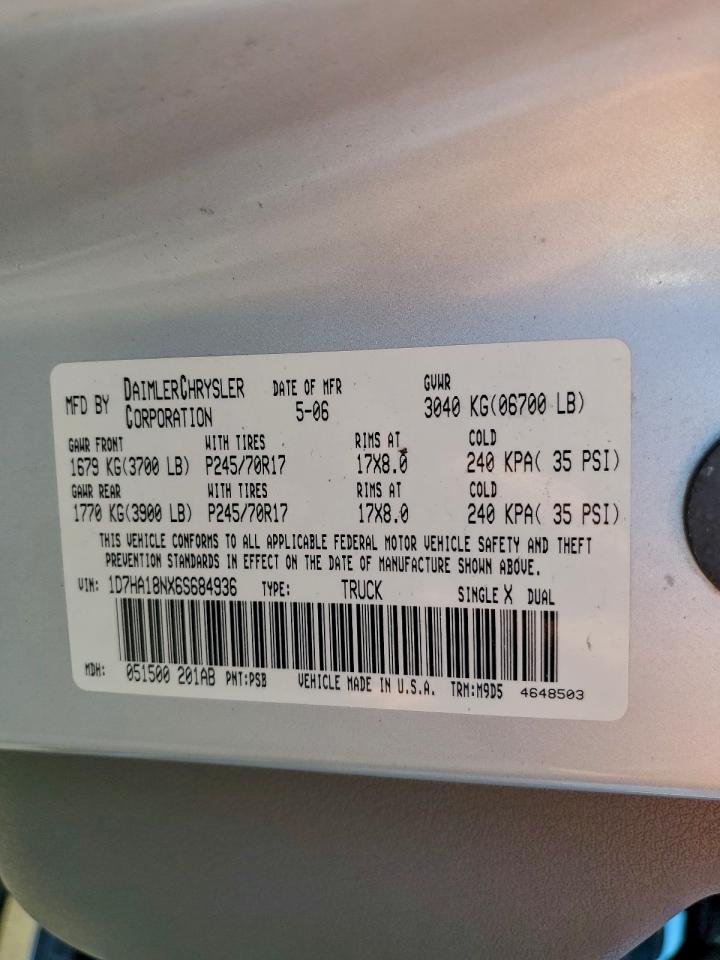 MFD BY DAIMLERCHRYSLER CORPORATION DATE OF MFR 5-06 GVWR 3040 KG(06700 LB)
GAWR FRONT WITH TIRES RIMS AT COLD
1679 KG(3700 LB) P245/70R17 17X8.0 240 KPA( 35 PSI)
GAWR REAR WITH TIRES RIMS AT COLD
1770 KG(3900 LB) P245/70R17 17X8.0 240 KPA( 35 PSI)
THIS VEHICLE CONFORMS TO ALL APPLICABLE FEDERAL MOTOR VEHICLE SAFETY AND THEFT
PREVENTION STANDARDS IN EFFECT ON THE DATE OF MANUFACTURE SHOWN ABOVE.
VIN: 1D7HA18NX6S684936 TYPE: TRUCK SINGLE X DUAL
MDH: 051500 201AB PNT:PSB VEHICLE MADE IN U.S.A. TRM:M9D5 4648503